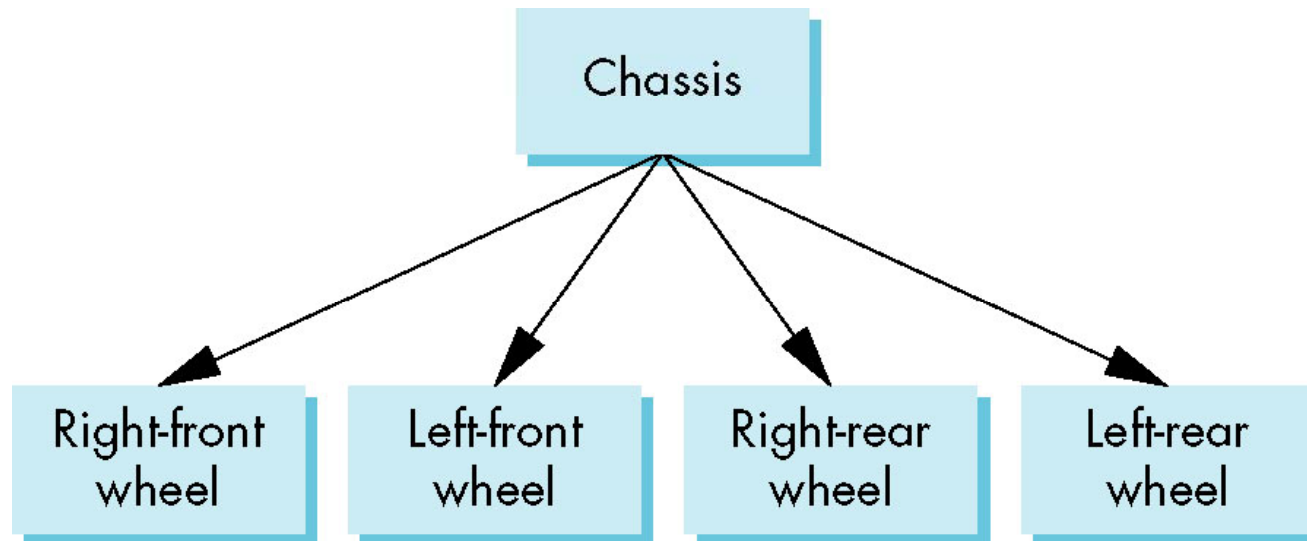 Chassis
Right-front
wheel
Left-front
wheel
Right-rear
wheel
Left-rear
wheel